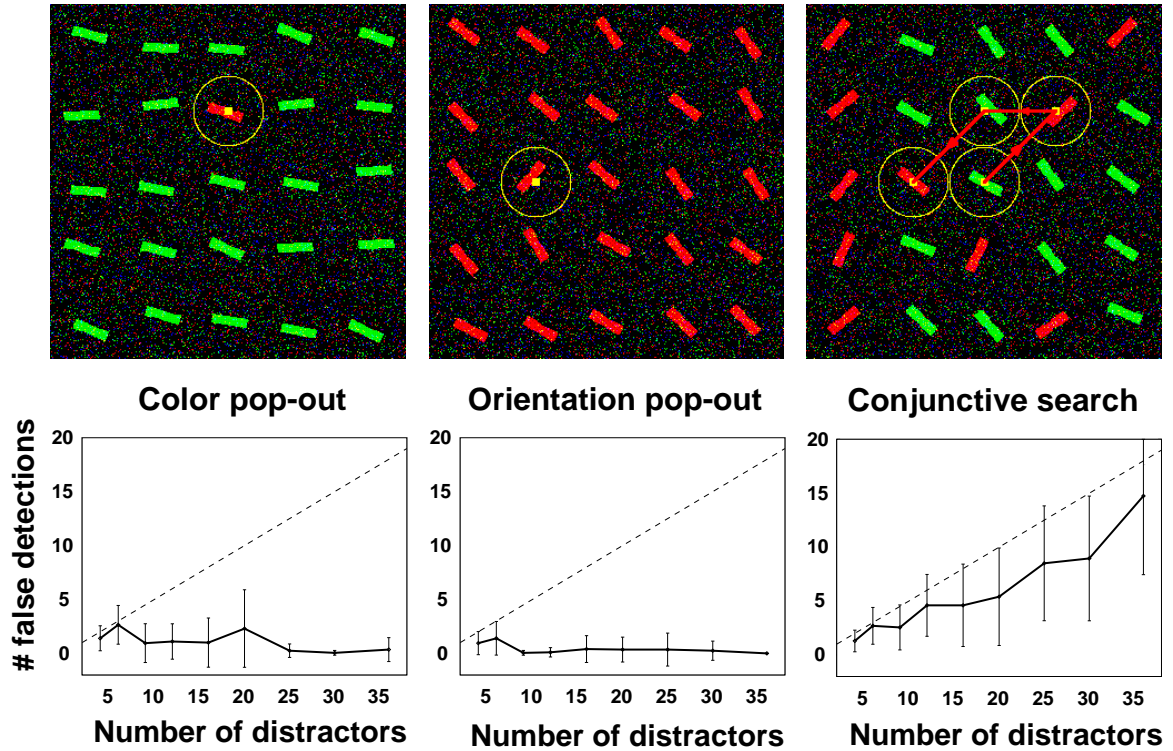 Color pop-out
Orientation pop-out
Conjunctive search
# false detections
20
15
10
5
0
5 10 15 20 25 30 35
Number of distractors
20
15
10
5
0
5 10 15 20 25 30 35
Number of distractors
20
15
10
5
0
5 10 15 20 25 30 35
Number of distractors